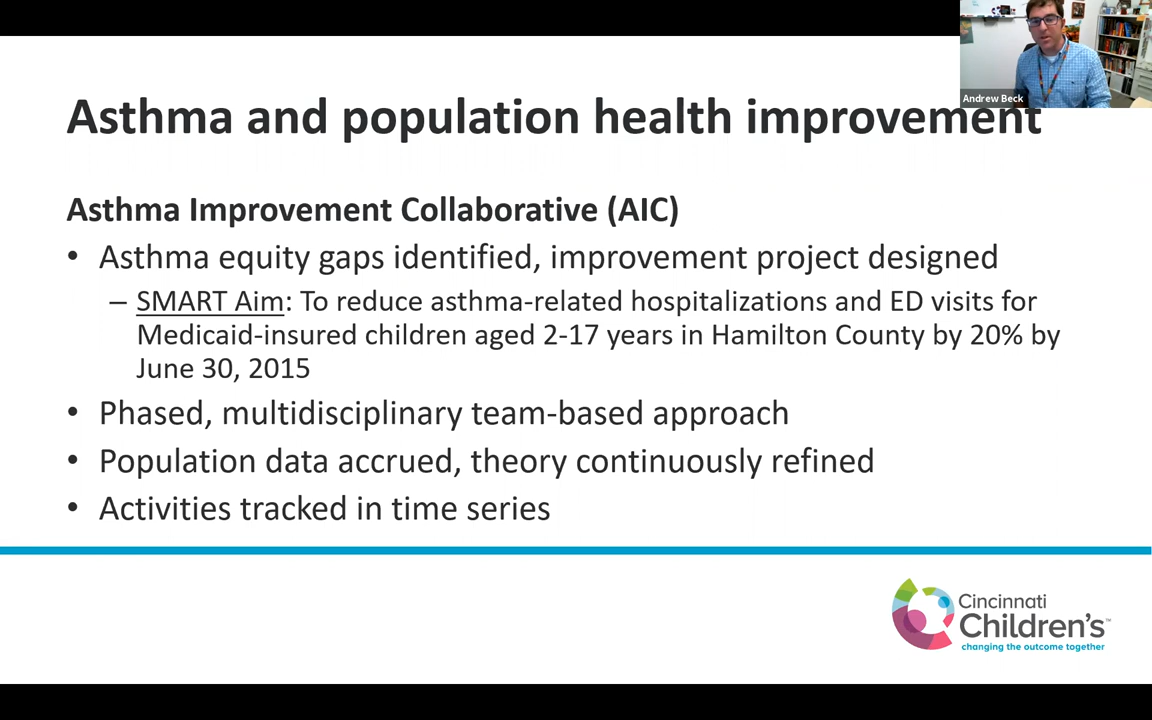 Andrew Beck
Asthma and population health improvement
Asthma Improvement Collaborative (AIC)
• Asthma equity gaps identified, improvement project designed
– SMART Aim: To reduce asthma-related hospitalizations and ED visits for
Medicaid-insured children aged 2-17 years in Hamilton County by 20% by
June 30, 2015
• Phased, multidisciplinary team-based approach
• Population data accrued, theory continuously refined
• Activities tracked in time series
Cincinnati
Children's™
changing the outcome together